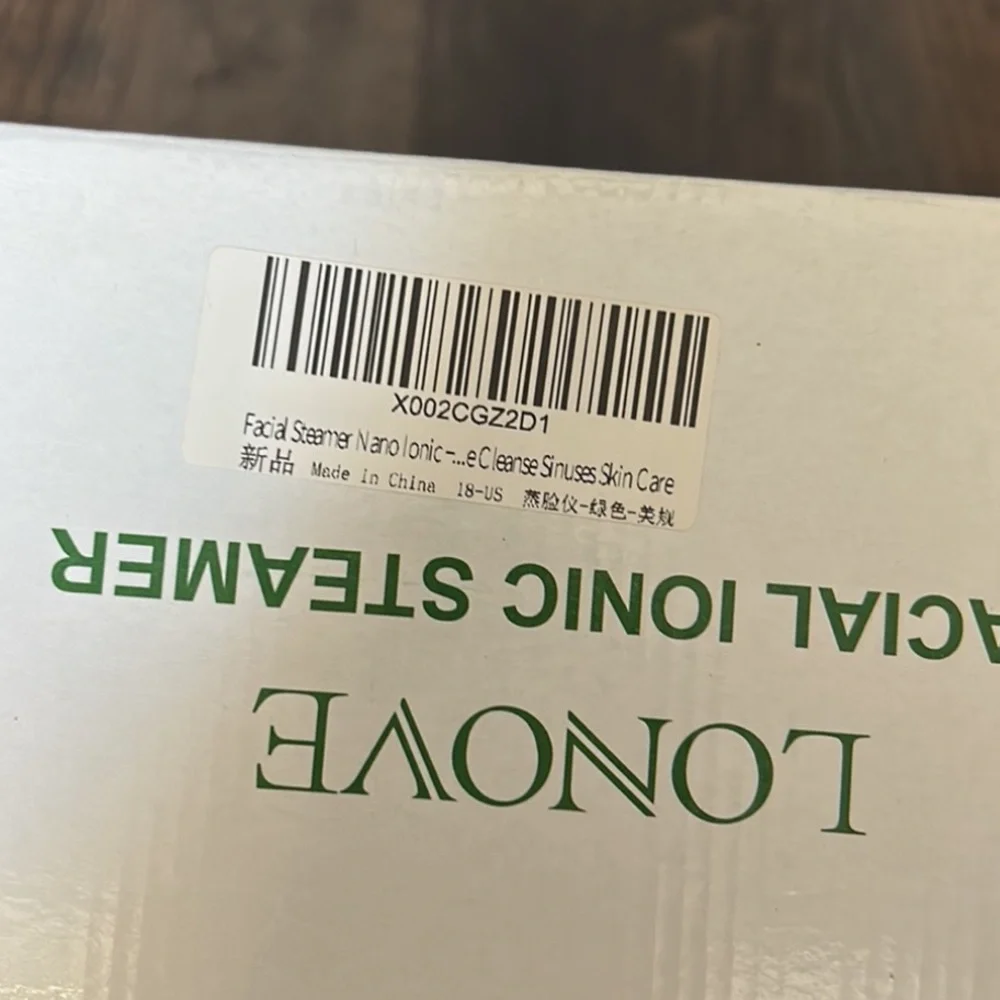 X002CGZ2D1
Facial Steamer Nano Ionic -...e Cleanse Sinuses Skin Care
新品 Made In China 18-US 蒸脸仪-绿色-美规
LONOVE
ACIAL IONIC STEAMER